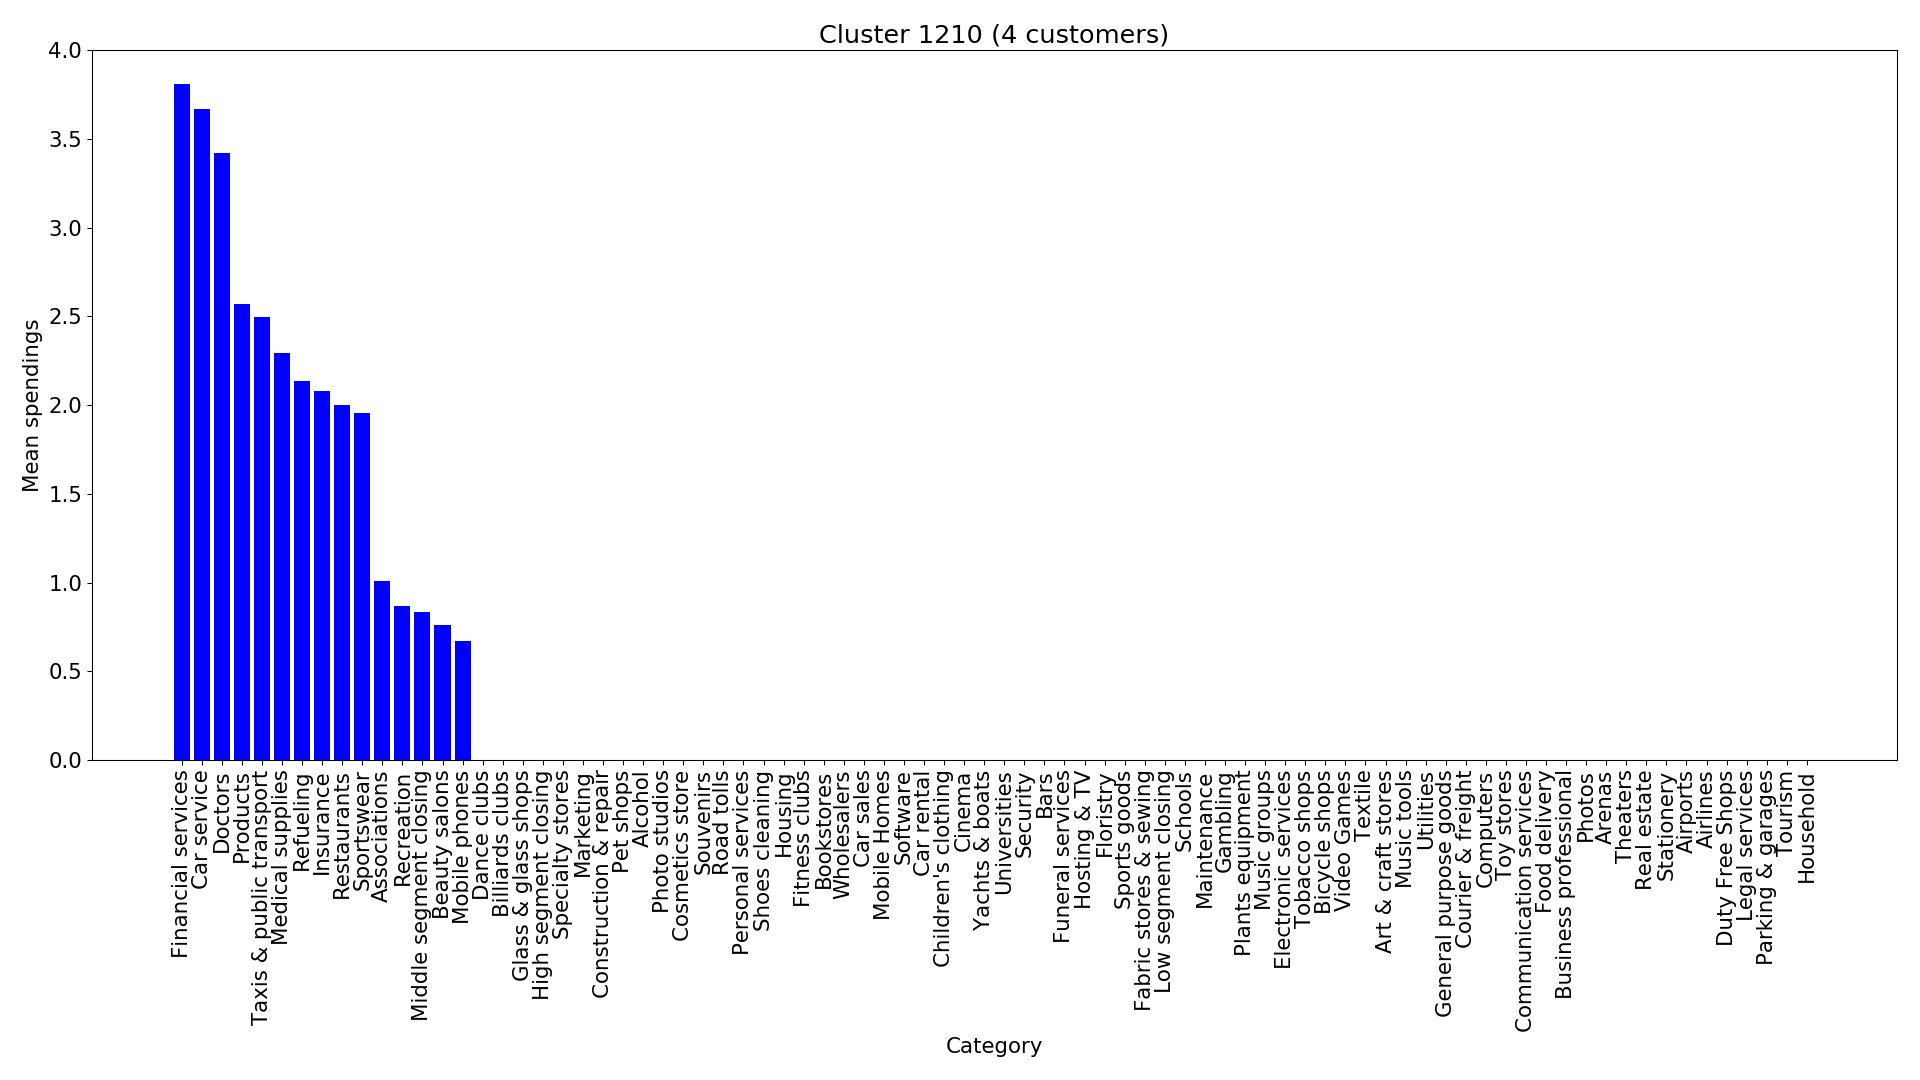 Cluster 1210 (4 customers)
Mean spendings
4.0
3.5
3.0
2.5
2.0
1.5
1.0
0.5
0.0
Financial services
Car service
Doctors
Products
Taxis & public transport
Medical supplies
Refueling
Insurance
Restaurants
Sportswear
Associations
Recreation
Middle segment closing
Beauty salons
Mobile phones
Dance clubs
Billiards clubs
Glass & glass shops
High segment closing
Specialty stores
Marketing
Construction & repair
Pet shops
Alcohol
Photo studios
Cosmetics store
Souvenirs
Road tolls
Personal services
Shoes cleaning
Housing
Fitness clubs
Bookstores
Wholesalers
Car sales
Mobile Homes
Software
Car rental
Children's clothing
Cinema
Yachts & boats
Universities
Security
Bars
Funeral services
Hosting & TV
Floristry
Sports goods
Fabric stores & sewing
Low segment closing
Schools
Maintenance
Gambling
Plants equipment
Music groups
Electronic services
Tobacco shops
Bicycle shops
Video Games
Textile
Art & craft stores
Music tools
Utilities
General purpose goods
Courier & freight
Computers
Toy stores
Communication services
Food delivery
Business professional
Photos
Arenas
Theaters
Real estate
Stationery
Airports
Airlines
Duty Free Shops
Legal services
Parking & garages
Tourism
Household
Category